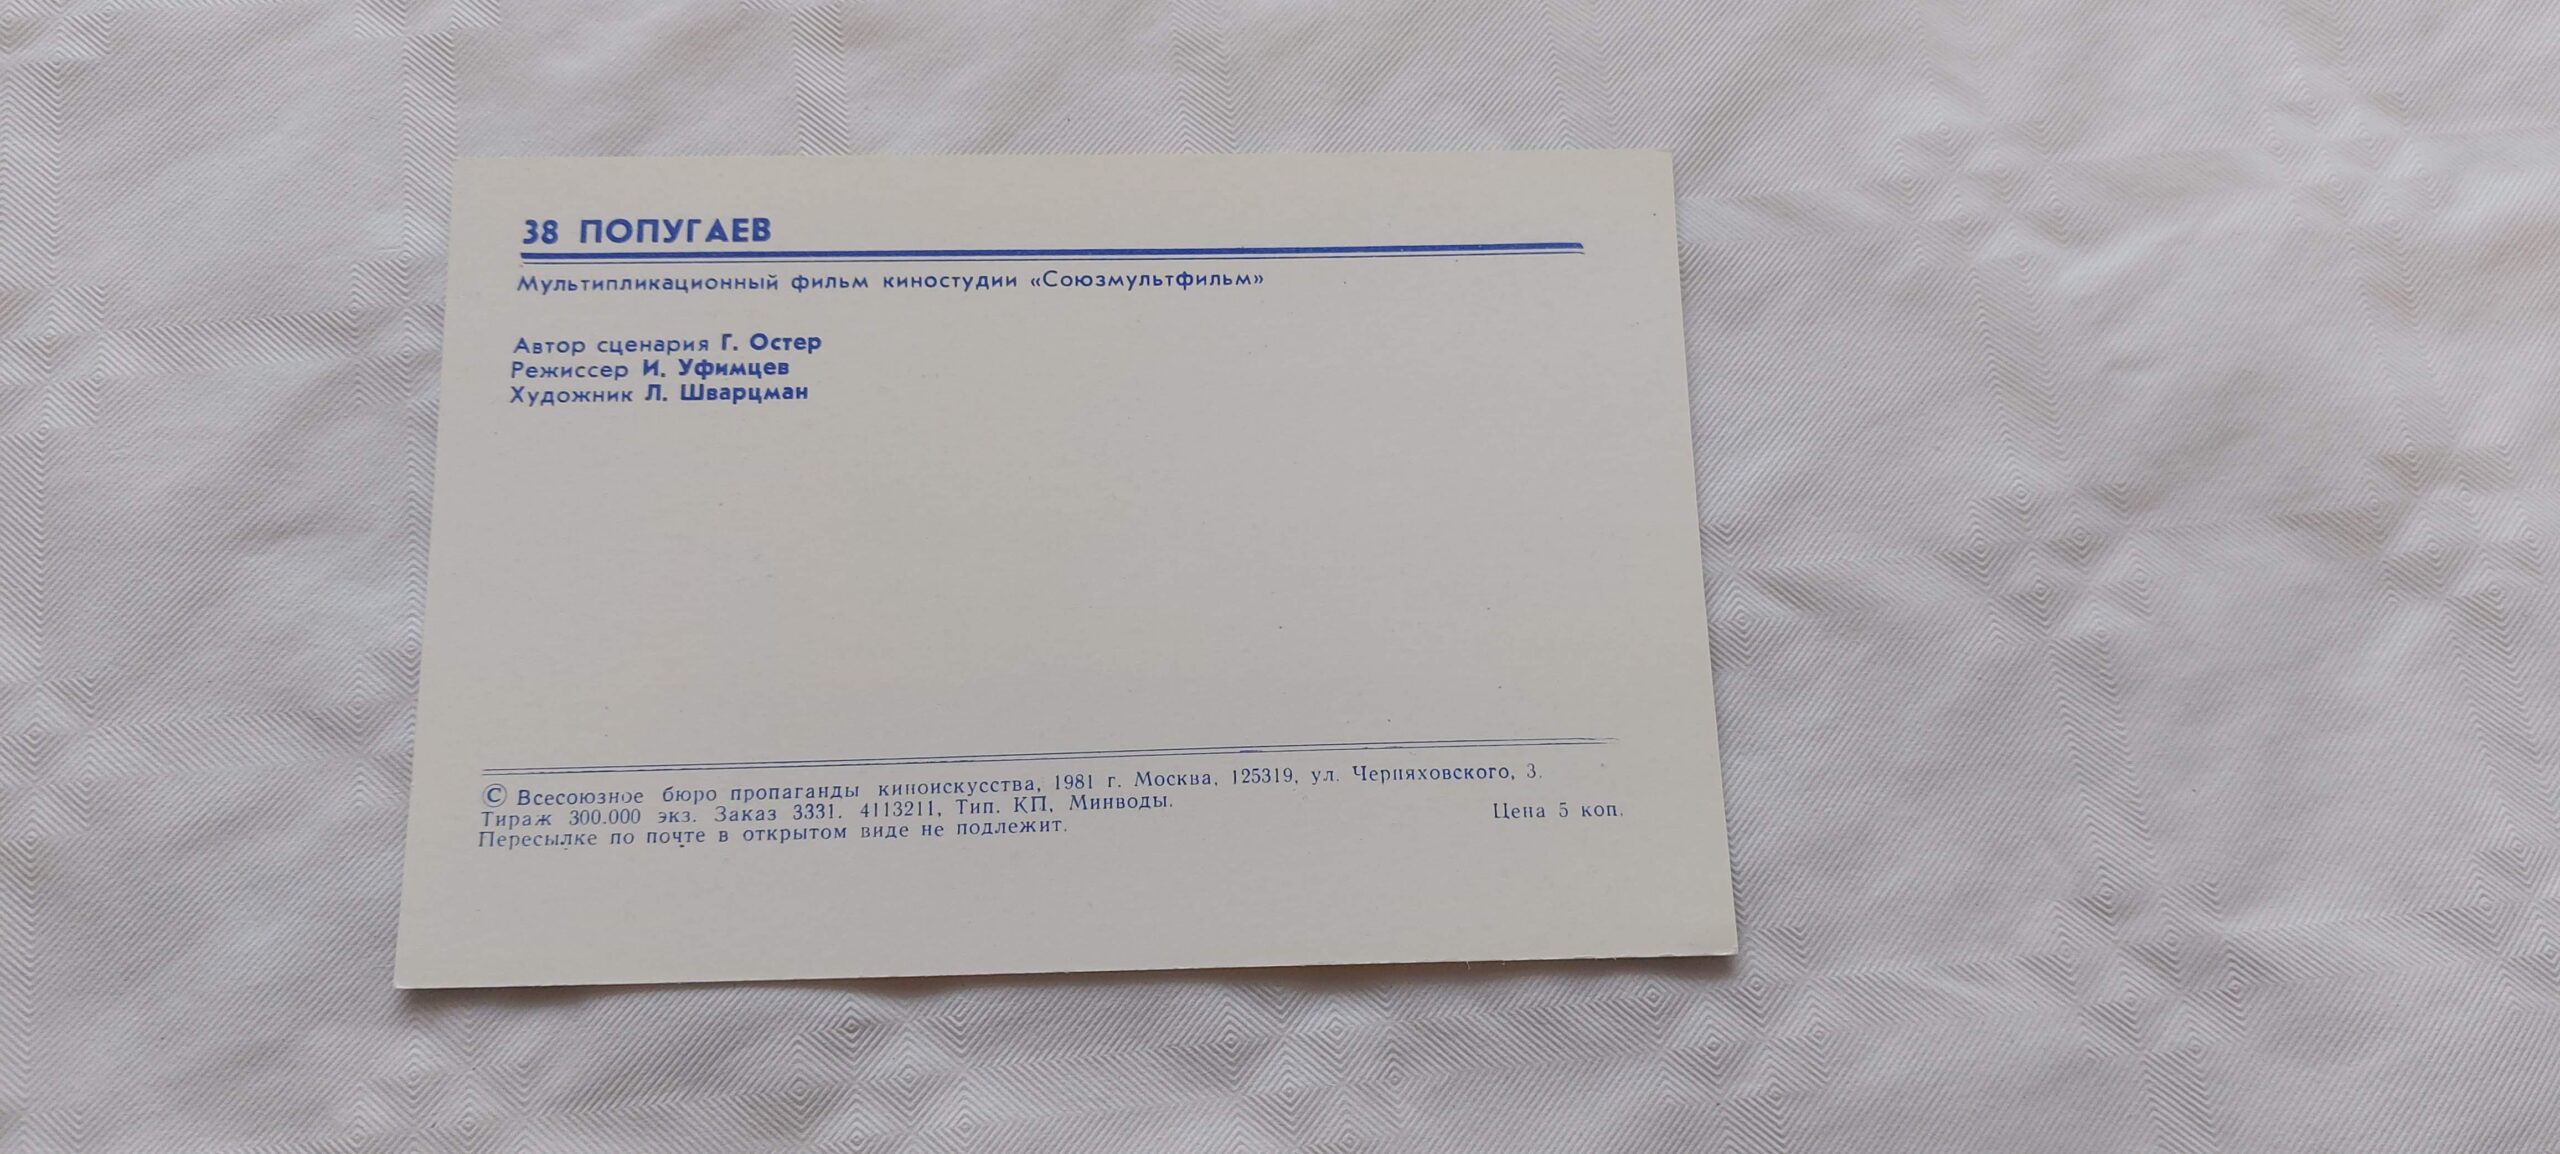 38 ПОПУГАЕВ
Мультипликационный фильм киностудии «Союзмультфильм»
Автор сценария Г. Остер
Режиссер И. Уфимцев
Художник Л. Шварцман
© Всесоюзное бюро пропаганды киноискусства, 1981 г. Москва, 125319, ул. Черняховского, 3.
Тираж 300.000 экз. Заказ 3331. 4113211, Тип. КП, Минводы.
Цена 5 коп.
Пересылке по почте в открытом виде не подлежит.